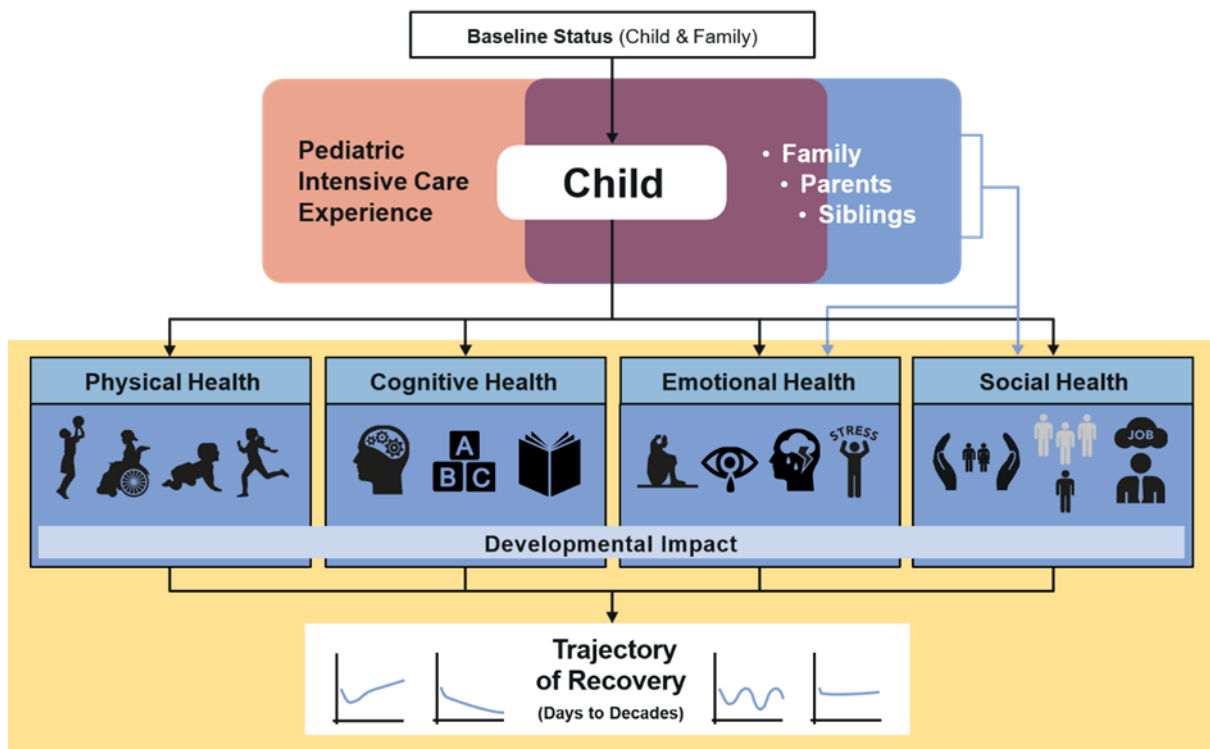 Baseline Status (Child & Family)
Pediatric
Intensive Care
Experience
Child
• Family
• Parents
• Siblings
Physical Health
Cognitive Health
Emotional Health
Social Health
A
B C
STRESS
JOB
Developmental Impact
Trajectory
of Recovery
(Days to Decades)